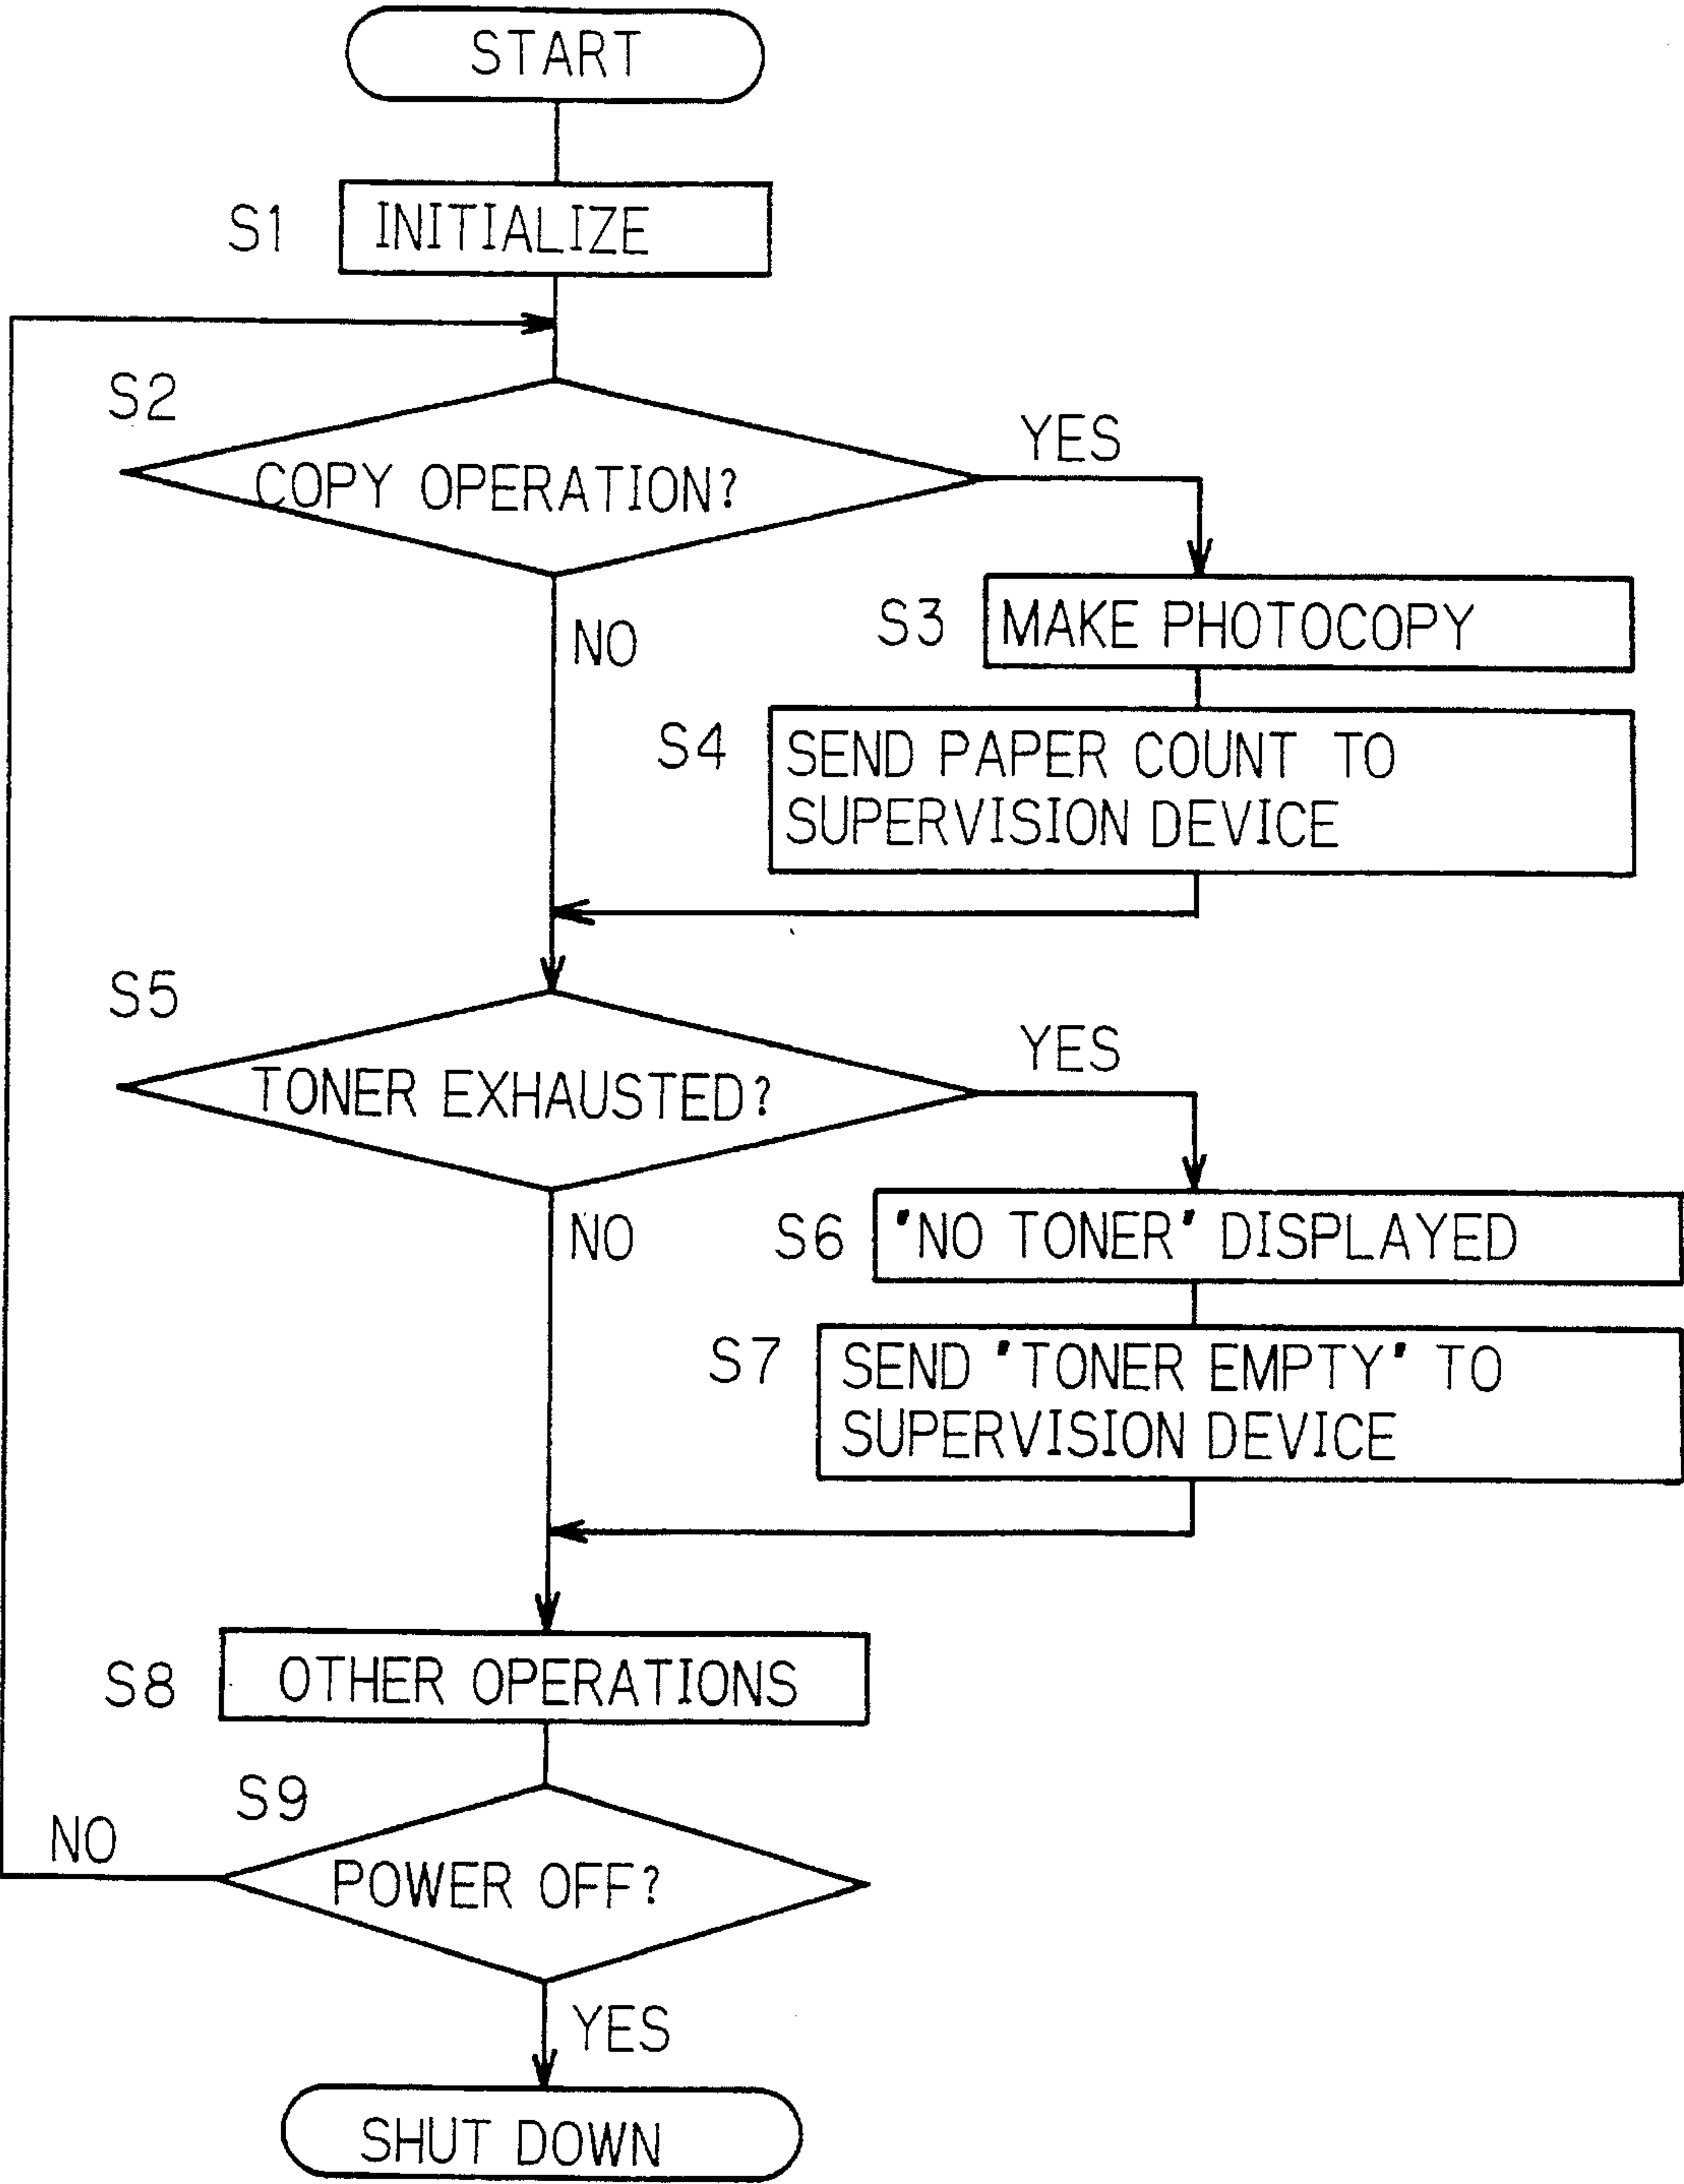 START
S1 INITIALIZE
S2
COPY OPERATION?
YES
NO
S3 MAKE PHOTOCOPY
S4 SEND PAPER COUNT TO
SUPERVISION DEVICE
S5
TONER EXHAUSTED?
YES
NO
S6 "NO TONER" DISPLAYED
S7 SEND "TONER EMPTY" TO
SUPERVISION DEVICE
S8 OTHER OPERATIONS
S9
NO
POWER OFF?
YES
SHUT DOWN